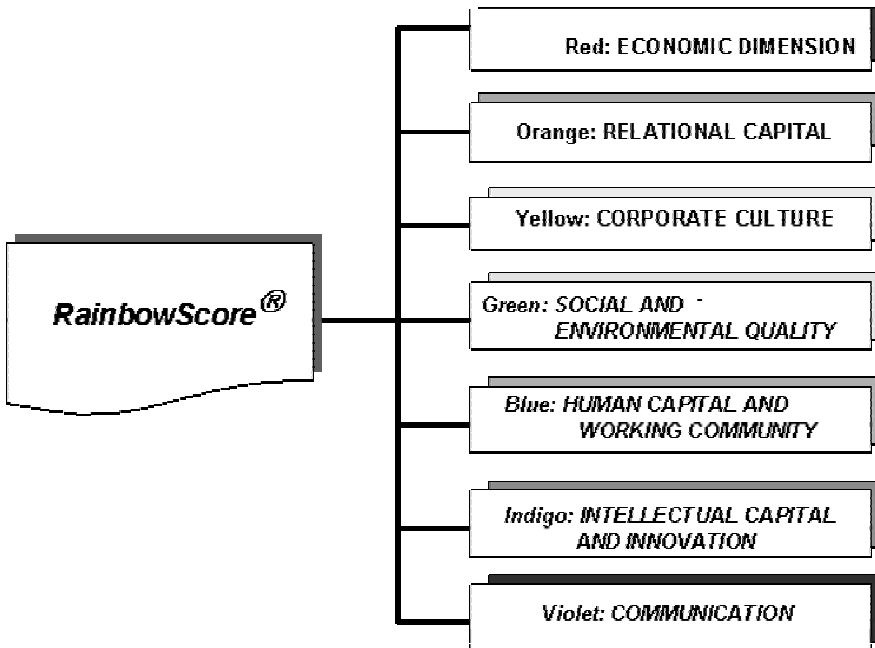 Red: ECONOMIC DIMENSION
Orange: RELATIONAL CAPITAL
Yellow: CORPORATE CULTURE
RainbowScore®
Green: SOCIAL AND
ENVIRONMENTAL QUALITY
Blue: HUMAN CAPITAL AND
WORKING COMMUNITY
Indigo: INTELLECTUAL CAPITAL
AND INNOVATION
Violet: COMMUNICATION